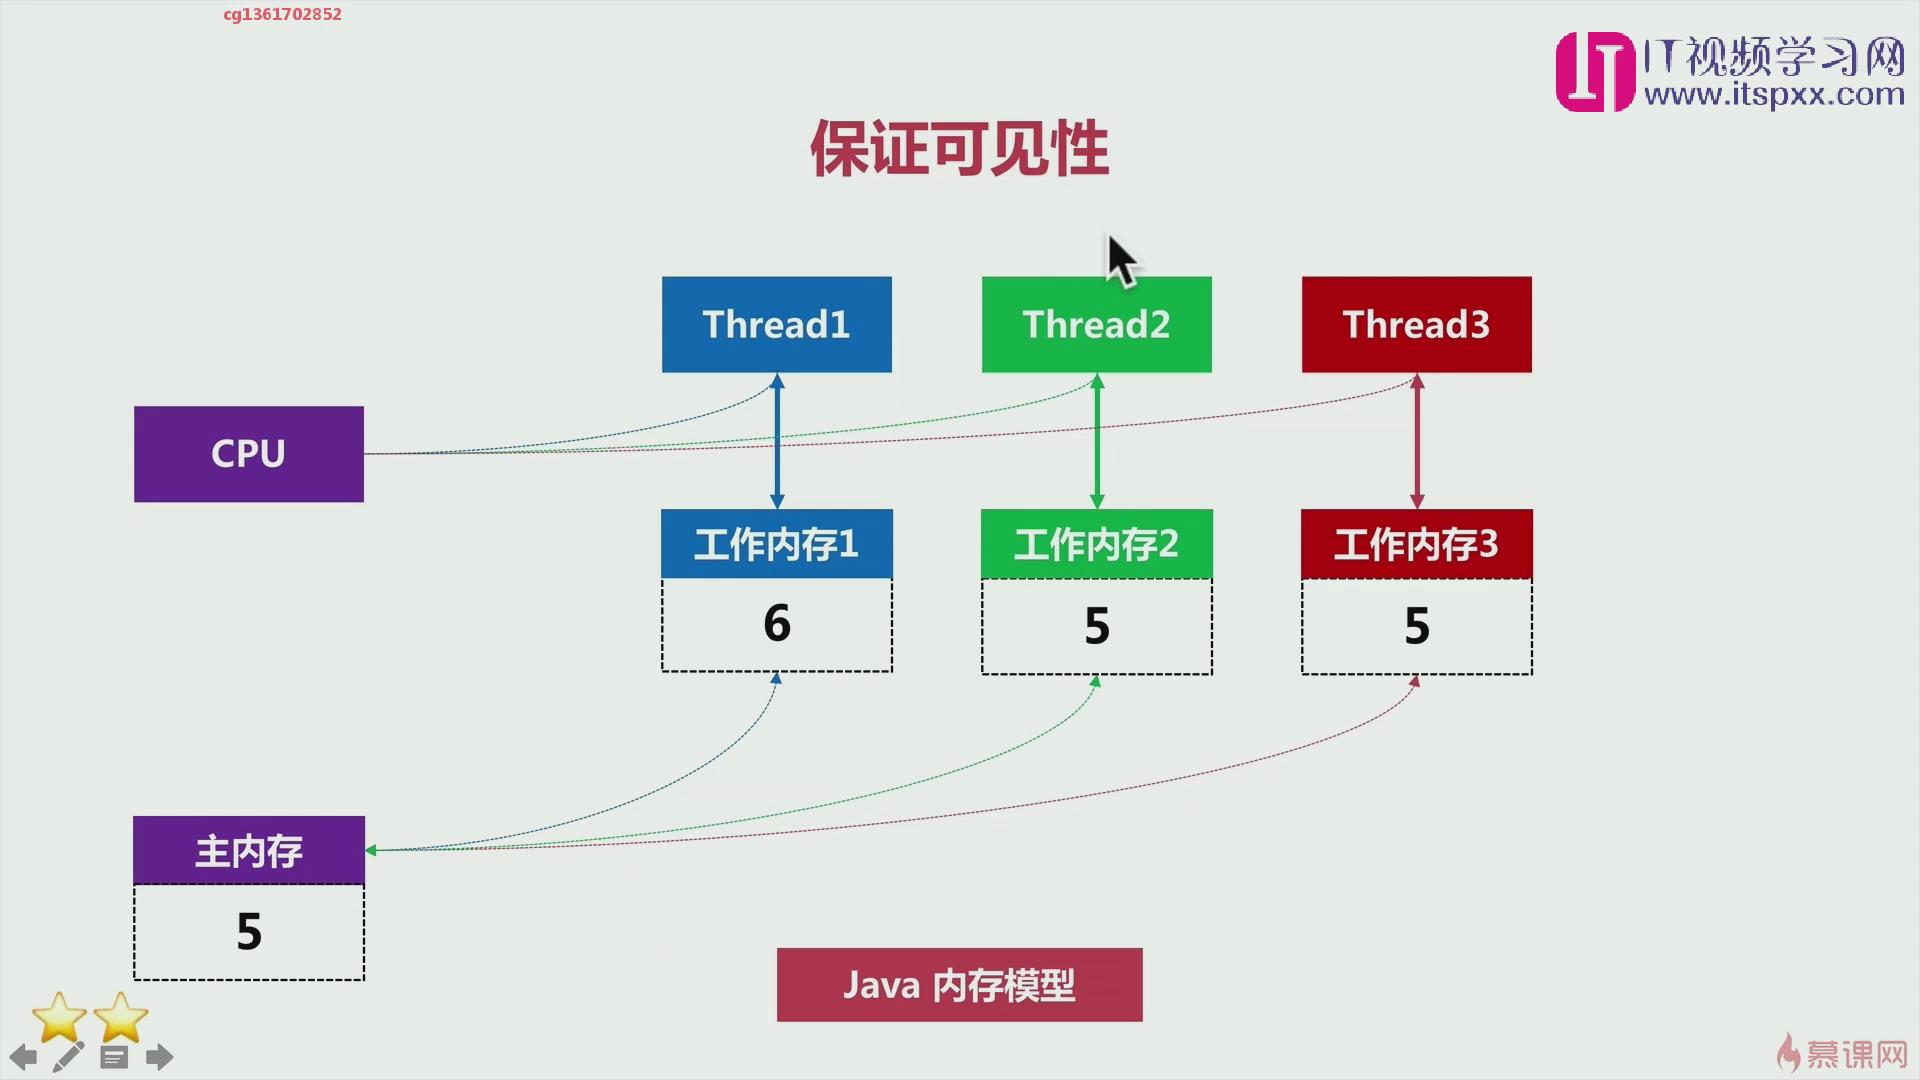 cg1361702852
IT视频学习网
www.itspxx.com
保证可见性
Thread1
Thread2
Thread3
CPU
工作内存1
工作内存2
工作内存3
6
5
5
主内存
5
Java 内存模型
慕课网